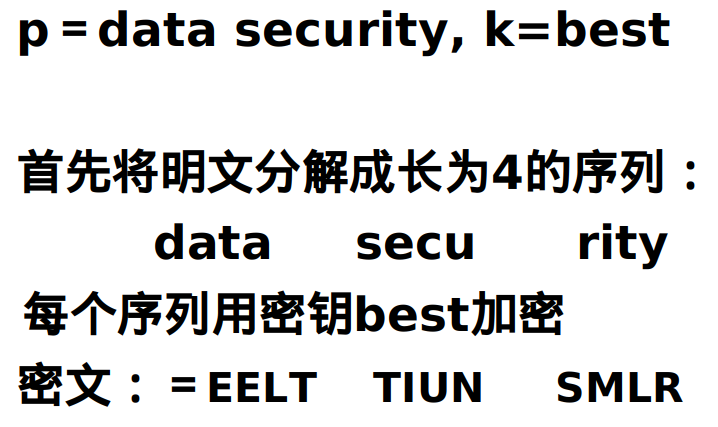 p = data security, k=best
首先将明文分解成长为4的序列：
data secu rity
每个序列用密钥best加密
密文：= EELT TIUN SMLR